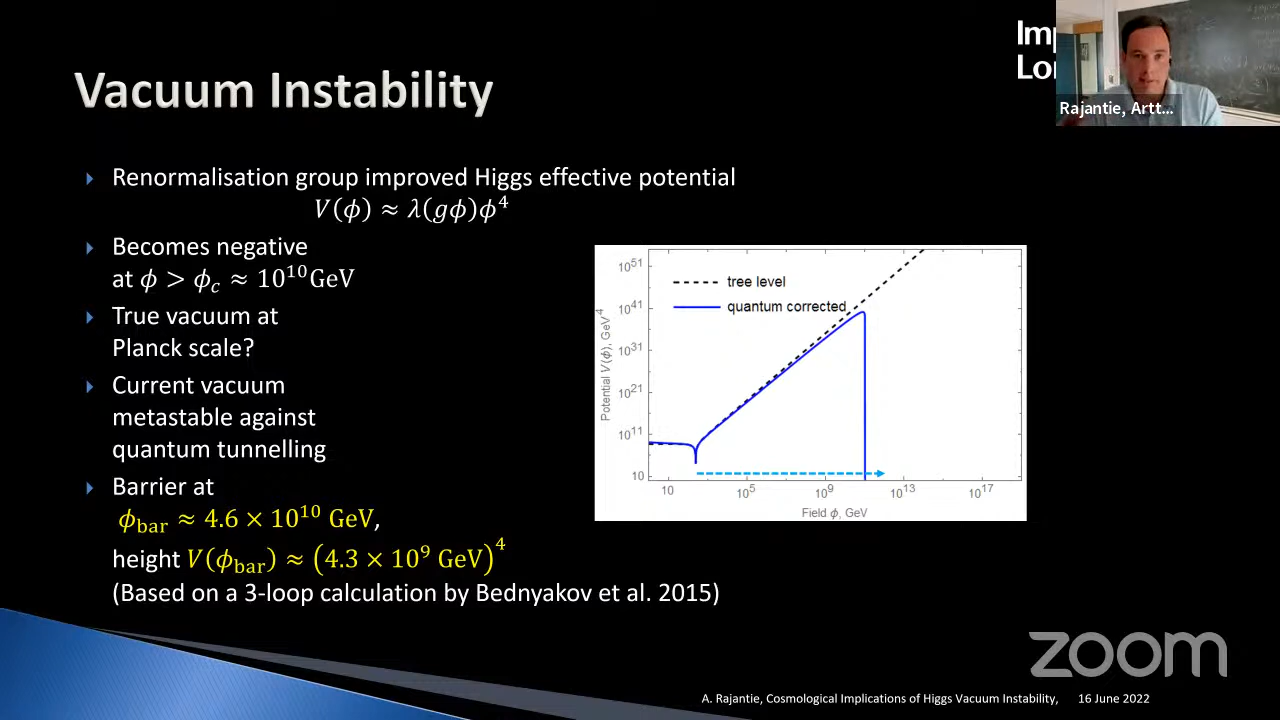 Imp
Lon
Rajantie, Artt...
Vacuum Instability
Renormalisation group improved Higgs effective potential
V(ϕ) ≈ λ(gϕ)ϕ⁴
Becomes negative
at ϕ > ϕ_c ≈ 10¹⁰GeV
True vacuum at
Planck scale?
Current vacuum
metastable against
quantum tunnelling
Barrier at
ϕ_bar ≈ 4.6 × 10¹⁰ GeV,
height V(ϕ_bar) ≈ (4.3 × 10⁹ GeV)⁴
(Based on a 3-loop calculation by Bednyakov et al. 2015)
tree level
quantum corrected
Potential V(ϕ), GeV⁴
10⁵¹
10⁴¹
10³¹
10²¹
10¹¹
10
10 10⁵ 10⁹ 10¹³ 10¹⁷
Field ϕ, GeV
zoom
A. Rajantie, Cosmological Implications of Higgs Vacuum Instability, 16 June 2022